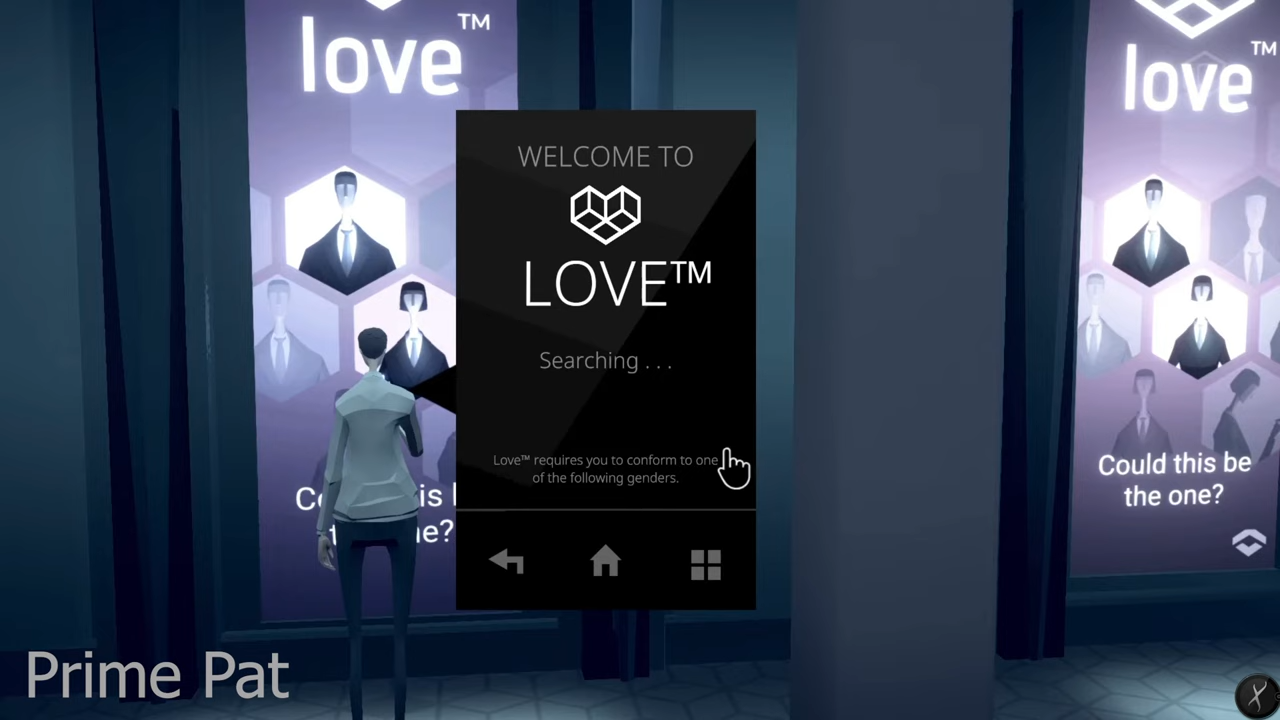 love™
WELCOME TO
LOVE™
Searching . . .
Love™ requires you to conform to one
of the following genders.
love™
Could this be
the one?
Prime Pat